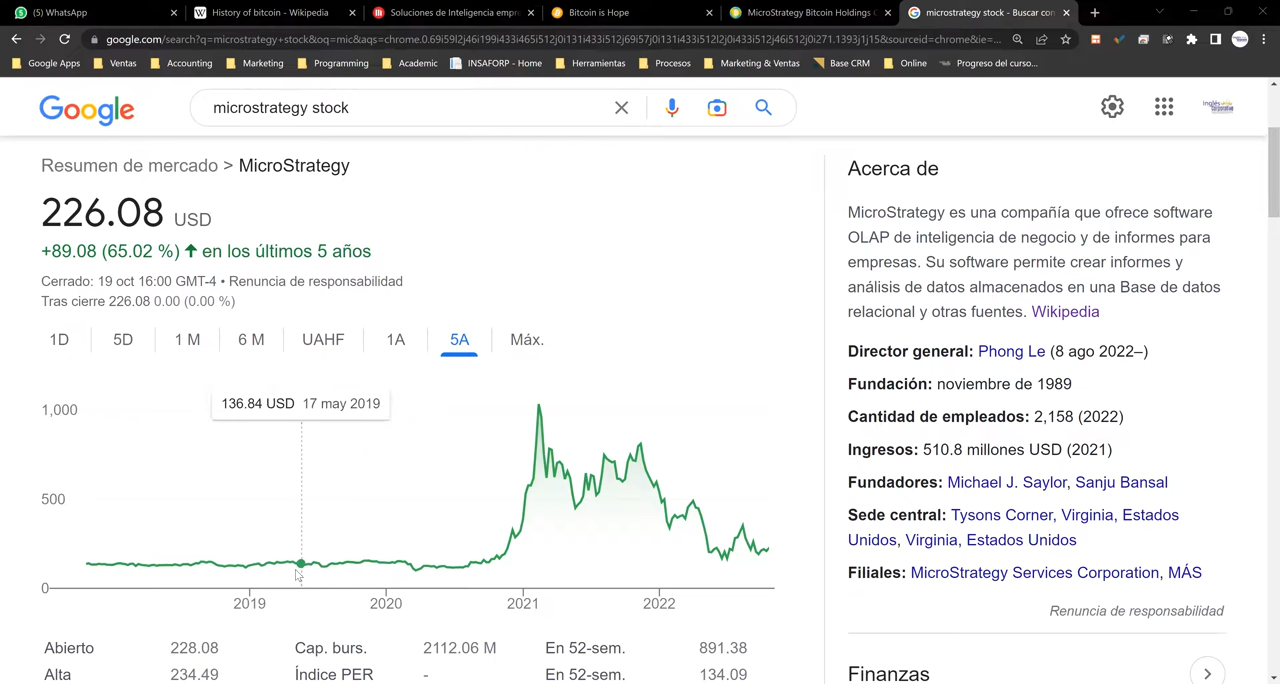 (5) WhatsApp
History of bitcoin - Wikipedia
Soluciones de Inteligencia empre
Bitcoin is Hope
MicroStrategy Bitcoin Holdings C
microstrategy stock - Buscar con
google.com/search?q=microstrategy+stock&oq=mic&aqs=chrome.0.69i59l2j46i199i433i465i512j0i131i433i512j69i57j0i131i433i512l2j0i433i512j46i512j0i271.1393j1j15&sourceid=chrome&ie=...
Google Apps
Ventas
Accounting
Marketing
Programming
Academic
INSAFORP - Home
Herramientas
Procesos
Marketing & Ventas
Base CRM
Online
Progreso del curso...
Google
microstrategy stock
Resumen de mercado > MicroStrategy
226.08 USD
+89.08 (65.02 %) ↑ en los últimos 5 años
Cerrado: 19 oct 16:00 GMT-4 • Renuncia de responsabilidad
Tras cierre 226.08 0.00 (0.00 %)
1D 5D 1 M 6 M UAHF 1A 5A Máx.
136.84 USD 17 may 2019
1,000
500
0
2019 2020 2021 2022
Abierto 228.08 Cap. burs. 2112.06 M En 52-sem. 891.38
Alta 234.49 Índice PER - En 52-sem. 134.09
Acerca de
MicroStrategy es una compañía que ofrece software
OLAP de inteligencia de negocio y de informes para
empresas. Su software permite crear informes y
análisis de datos almacenados en una Base de datos
relacional y otras fuentes. Wikipedia
Director general: Phong Le (8 ago 2022–)
Fundación: noviembre de 1989
Cantidad de empleados: 2,158 (2022)
Ingresos: 510.8 millones USD (2021)
Fundadores: Michael J. Saylor, Sanju Bansal
Sede central: Tysons Corner, Virginia, Estados
Unidos, Virginia, Estados Unidos
Filiales: MicroStrategy Services Corporation, MÁS
Renuncia de responsabilidad
Finanzas